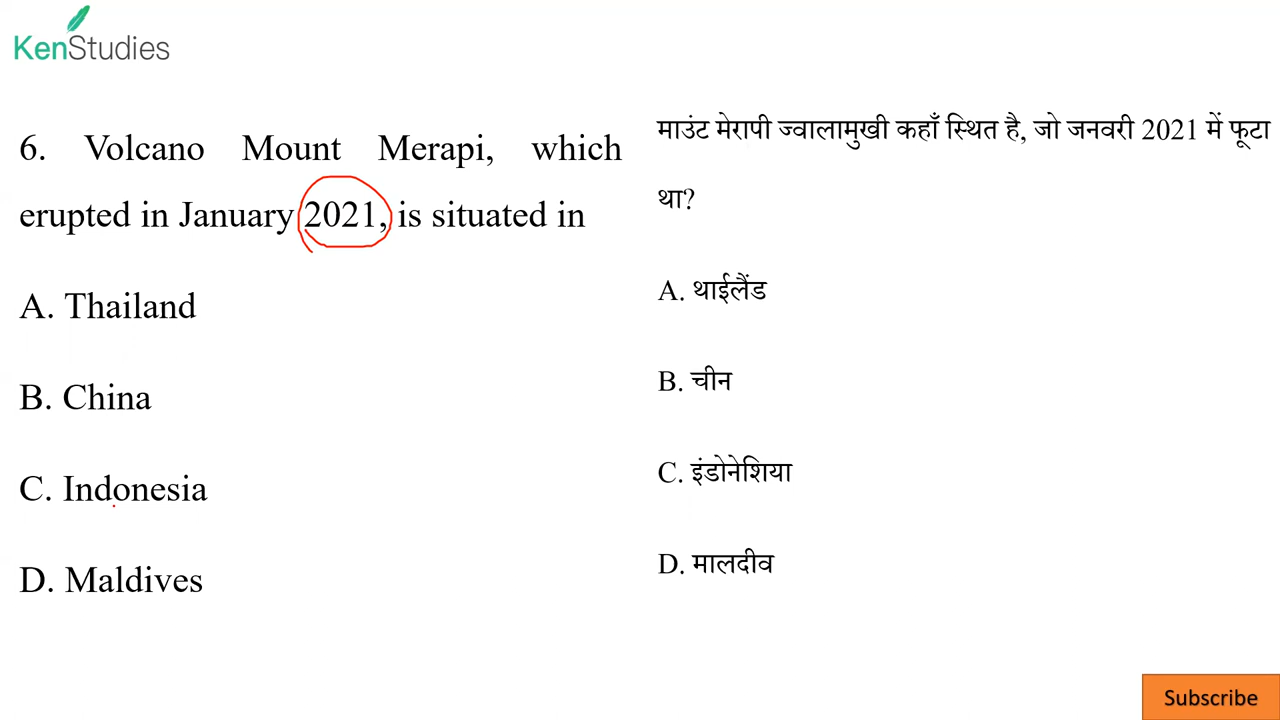 KenStudies
6. Volcano Mount Merapi, which
erupted in January 2021, is situated in
A. Thailand
B. China
C. Indonesia
D. Maldives
माउंट मेरापी ज्वालामुखी कहाँ स्थित है, जो जनवरी 2021 में फूटा
था?
A. थाईलैंड
B. चीन
C. इंडोनेशिया
D. मालदीव
Subscribe